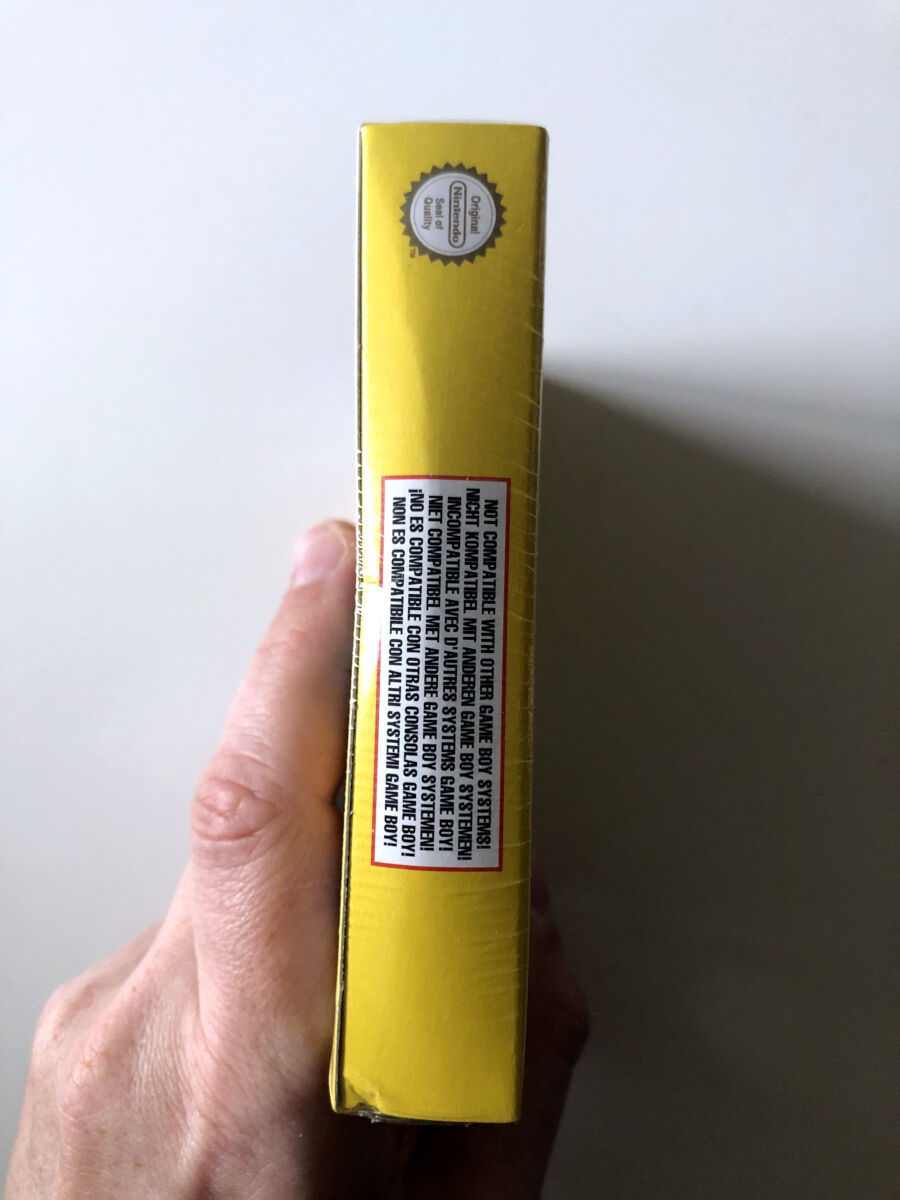 Original
Nintendo
Seal of
Quality
TM
NOT COMPATIBLE WITH OTHER GAME BOY SYSTEMS!
NICHT KOMPATIBEL MIT ANDEREN GAME BOY SYSTEMEN!
INCOMPATIBLE AVEC D'AUTRES SYSTEMS GAME BOY!
NIET COMPATIBEL MET ANDERE GAME BOY SYSTEMEN!
¡NO ES COMPATIBLE CON OTRAS CONSOLAS GAME BOY!
NON ES COMPATIBILE CON ALTRI SYSTEMI GAME BOY!